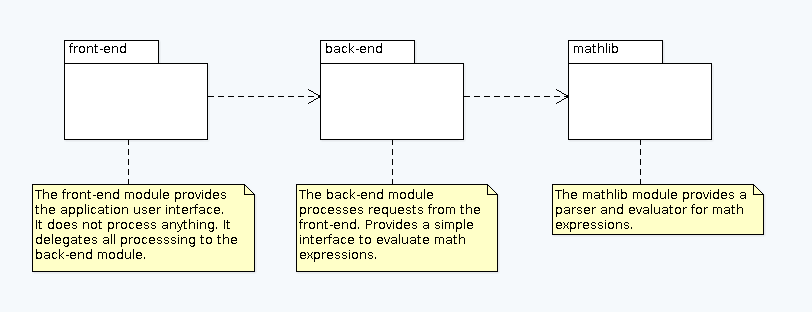 front-end
back-end
mathlib
The front-end module provides
the application user interface.
It does not process anything. It
delegates all processsing to the
back-end module.
The back-end module
processes requests from the
front-end. Provides a simple
interface to evaluate math
expressions.
The mathlib module provides a
parser and evaluator for math
expressions.